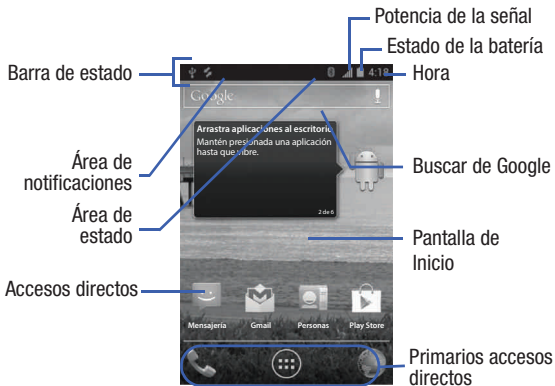 Potencia de la señal
Estado de la batería
Barra de estado
4:18
Hora
Google
Arrastra aplicaciones al escritorio
Mantén presionada una aplicación
hasta que vibre.
2 de 6
Área de
notificaciones
Buscar de Google
Área de
estado
Pantalla de
Inicio
Accesos directos
Mensajería
Gmail
Personas
Play Store
Primarios accesos
directos